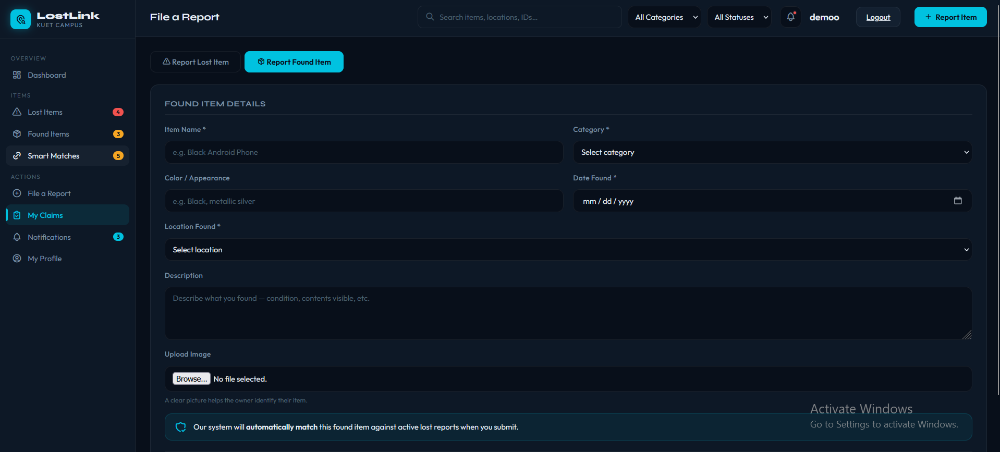 LostLink
KUET CAMPUS
OVERVIEW
Dashboard
ITEMS
Lost Items 4
Found Items 3
Smart Matches 5
ACTIONS
File a Report
My Claims
Notifications 3
My Profile
File a Report
Search items, locations, IDs...
All Categories
All Statuses
demoo
Logout
+ Report Item
Report Lost Item
Report Found Item
FOUND ITEM DETAILS
Item Name *
e.g. Black Android Phone
Category *
Select category
Color / Appearance
e.g. Black, metallic silver
Date Found *
mm / dd / yyyy
Location Found *
Select location
Description
Describe what you found — condition, contents visible, etc.
Upload Image
Browse... No file selected.
A clear picture helps the owner identify their item.
Our system will automatically match this found item against active lost reports when you submit.
Activate Windows
Go to Settings to activate Windows.